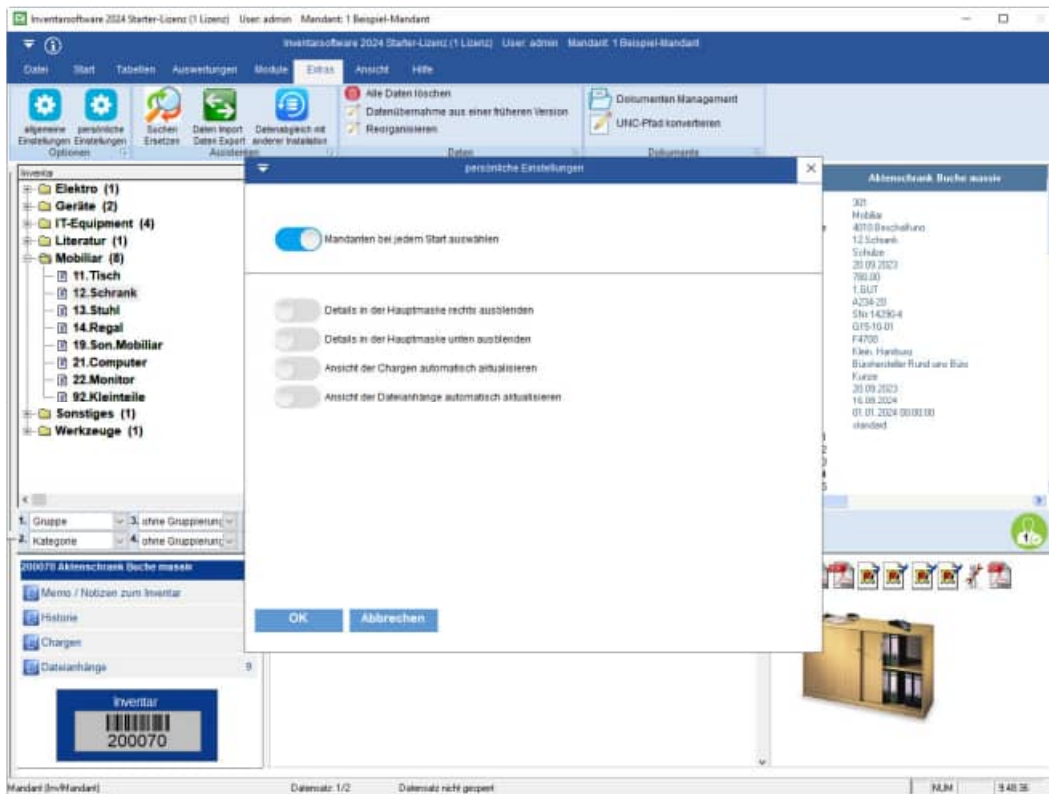 Inventarsoftware 2024 Starter-Lizenz (1 Lizenz) User: admin Mandant: 1 Beispiel-Mandant
Inventarsoftware 2024 Starter-Lizenz (1 Lizenz) User: admin Mandant: 1 Beispiel-Mandant
Datei Start Tabellen Auswertungen Module Extras Ansicht Hilfe
allgemeine Einstellungen
persönliche Einstellungen
Optionen
Suchen Ersetzen
Daten Import Daten Export
Datenabgleich mit anderer Installation
Assistenten
Alle Daten löschen
Datenübernahme aus einer früheren Version
Reorganisieren
Daten
Dokumenten Management
UNC-Pfad konvertieren
Dokumente
Inventar
Elektro (1)
Geräte (2)
IT-Equipment (4)
Literatur (1)
Mobiliar (8)
11.Tisch
12.Schrank
13.Stuhl
14.Regal
19.Son.Mobiliar
21.Computer
22.Monitor
92.Kleinteile
Sonstiges (1)
Werkzeuge (1)
1. Gruppe
3. ohne Gruppierung
2. Kategorie
4. ohne Gruppierung
persönliche Einstellungen
Mandanten bei jedem Start auswählen
Details in der Hauptmaske rechts ausblenden
Details in der Hauptmaske unten ausblenden
Ansicht der Chargen automatisch aktualisieren
Ansicht der Dateianhänge automatisch aktualisieren
OK Abbrechen
Aktenschrank Buche massiv
301
Mobiliar
4010 Beschaffung
12.Schrank
Schulze
20.09.2023
780.00
1.GUT
A234-20
SNr 14290-4
G15-10-01
F4700
Klein, Hamburg
Bürohersteller Rund ums Büro
Kunze
20.09.2023
16.09.2024
01.01.2024 00:00:00
standard
200070 Aktenschrank Buche massiv
Memo / Notizen zum Inventar
Historie
Chargen
Dateianhänge 9
Inventar
200070
Mandant (Inv/Mandant) Datensatz: 1/2 Datensatz nicht gesperrt NUM 9:48:36